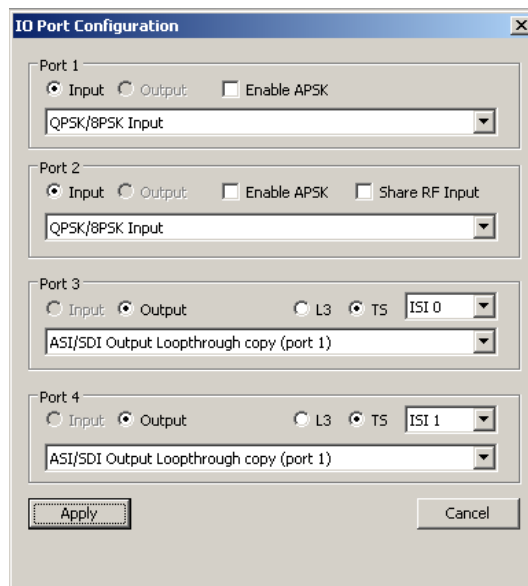 IO Port Configuration
Port 1
Input Output Enable APSK
QPSK/8PSK Input
Port 2
Input Output Enable APSK Share RF Input
QPSK/8PSK Input
Port 3
Input Output L3 TS ISI 0
ASI/SDI Output Loopthrough copy (port 1)
Port 4
Input Output L3 TS ISI 1
ASI/SDI Output Loopthrough copy (port 1)
Apply Cancel